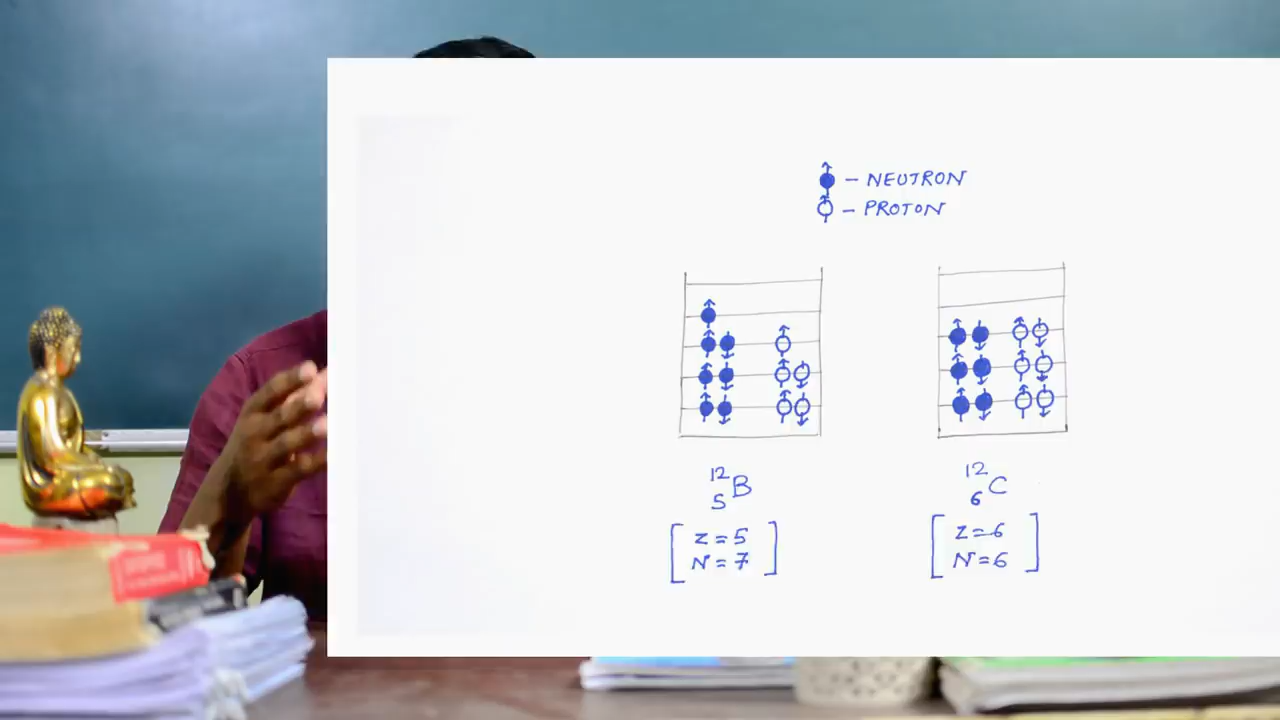 – NEUTRON
– PROTON
12
5 B
[ Z = 5
N = 7 ]
12
6 C
[ Z = 6
N = 6 ]